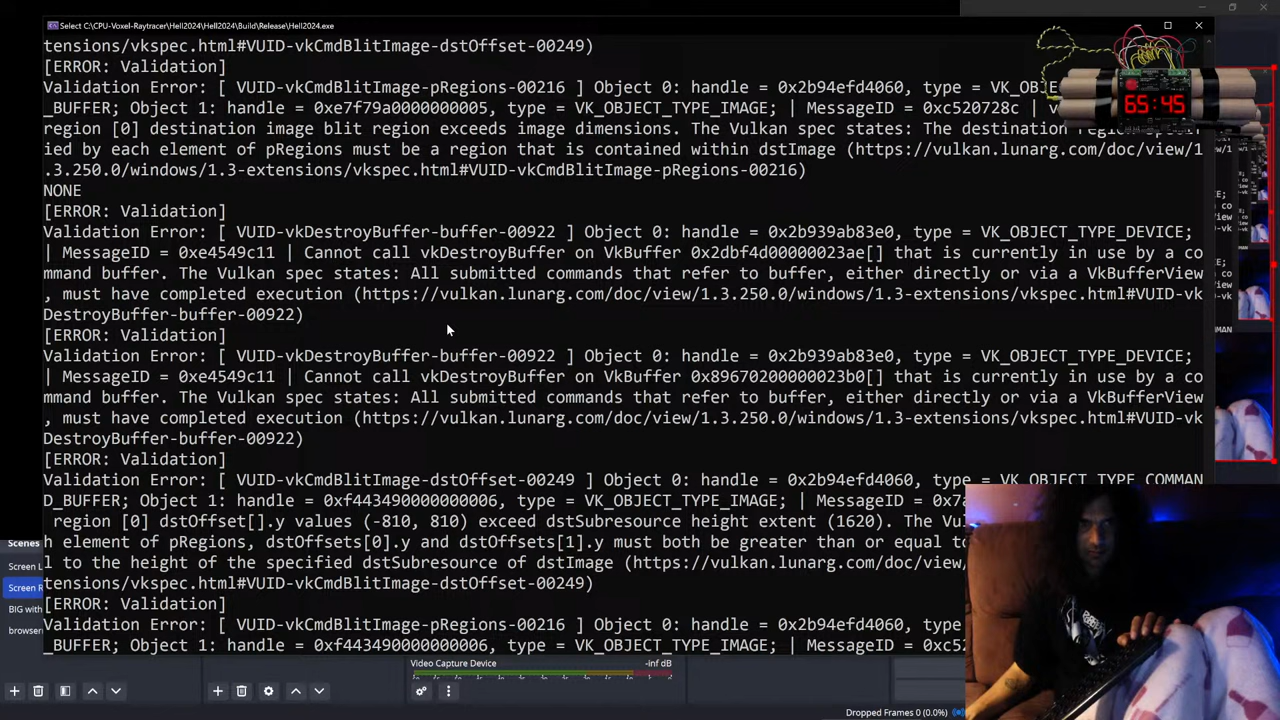 Select C:\CPU-Voxel-Raytracer\Hell2024\Hell2024\Build\Release\Hell2024.exe
tensions/vkspec.html#VUID-vkCmdBlitImage-dstOffset-00249)
[ERROR: Validation]
Validation Error: [ VUID-vkCmdBlitImage-pRegions-00216 ] Object 0: handle = 0x2b94efd4060, type = VK_OBJEC
_BUFFER; Object 1: handle = 0xe7f79a0000000005, type = VK_OBJECT_TYPE_IMAGE; | MessageID = 0xc520728c |
65:45
region [0] destination image blit region exceeds image dimensions. The Vulkan spec states: The destination
ied by each element of pRegions must be a region that is contained within dstImage (https://vulkan.lunarg.com/doc/view/1
.3.250.0/windows/1.3-extensions/vkspec.html#VUID-vkCmdBlitImage-pRegions-00216)
NONE
[ERROR: Validation]
Validation Error: [ VUID-vkDestroyBuffer-buffer-00922 ] Object 0: handle = 0x2b939ab83e0, type = VK_OBJECT_TYPE_DEVICE;
| MessageID = 0xe4549c11 | Cannot call vkDestroyBuffer on VkBuffer 0x2dbf4d00000023ae[] that is currently in use by a co
mmand buffer. The Vulkan spec states: All submitted commands that refer to buffer, either directly or via a VkBufferView
, must have completed execution (https://vulkan.lunarg.com/doc/view/1.3.250.0/windows/1.3-extensions/vkspec.html#VUID-vk
DestroyBuffer-buffer-00922)
[ERROR: Validation]
Validation Error: [ VUID-vkDestroyBuffer-buffer-00922 ] Object 0: handle = 0x2b939ab83e0, type = VK_OBJECT_TYPE_DEVICE;
| MessageID = 0xe4549c11 | Cannot call vkDestroyBuffer on VkBuffer 0x89670200000023b0[] that is currently in use by a co
mmand buffer. The Vulkan spec states: All submitted commands that refer to buffer, either directly or via a VkBufferView
, must have completed execution (https://vulkan.lunarg.com/doc/view/1.3.250.0/windows/1.3-extensions/vkspec.html#VUID-vk
DestroyBuffer-buffer-00922)
[ERROR: Validation]
Validation Error: [ VUID-vkCmdBlitImage-dstOffset-00249 ] Object 0: handle = 0x2b94efd4060, type = VK_OBJECT_TYPE_COMMAN
D_BUFFER; Object 1: handle = 0xf443490000000006, type = VK_OBJECT_TYPE_IMAGE; | MessageID = 0x7a
region [0] dstOffset[].y values (-810, 810) exceed dstSubresource height extent (1620). The Vul
h element of pRegions, dstOffsets[0].y and dstOffsets[1].y must both be greater than or equal to
l to the height of the specified dstSubresource of dstImage (https://vulkan.lunarg.com/doc/view/
tensions/vkspec.html#VUID-vkCmdBlitImage-dstOffset-00249)
[ERROR: Validation]
Validation Error: [ VUID-vkCmdBlitImage-pRegions-00216 ] Object 0: handle = 0x2b94efd4060, type =
_BUFFER; Object 1: handle = 0xf443490000000006, type = VK_OBJECT_TYPE_IMAGE; | MessageID = 0xc52
Scenes
Screen L
Screen R
BIG with
browser
Video Capture Device
-inf dB
Dropped Frames 0 (0.0%)